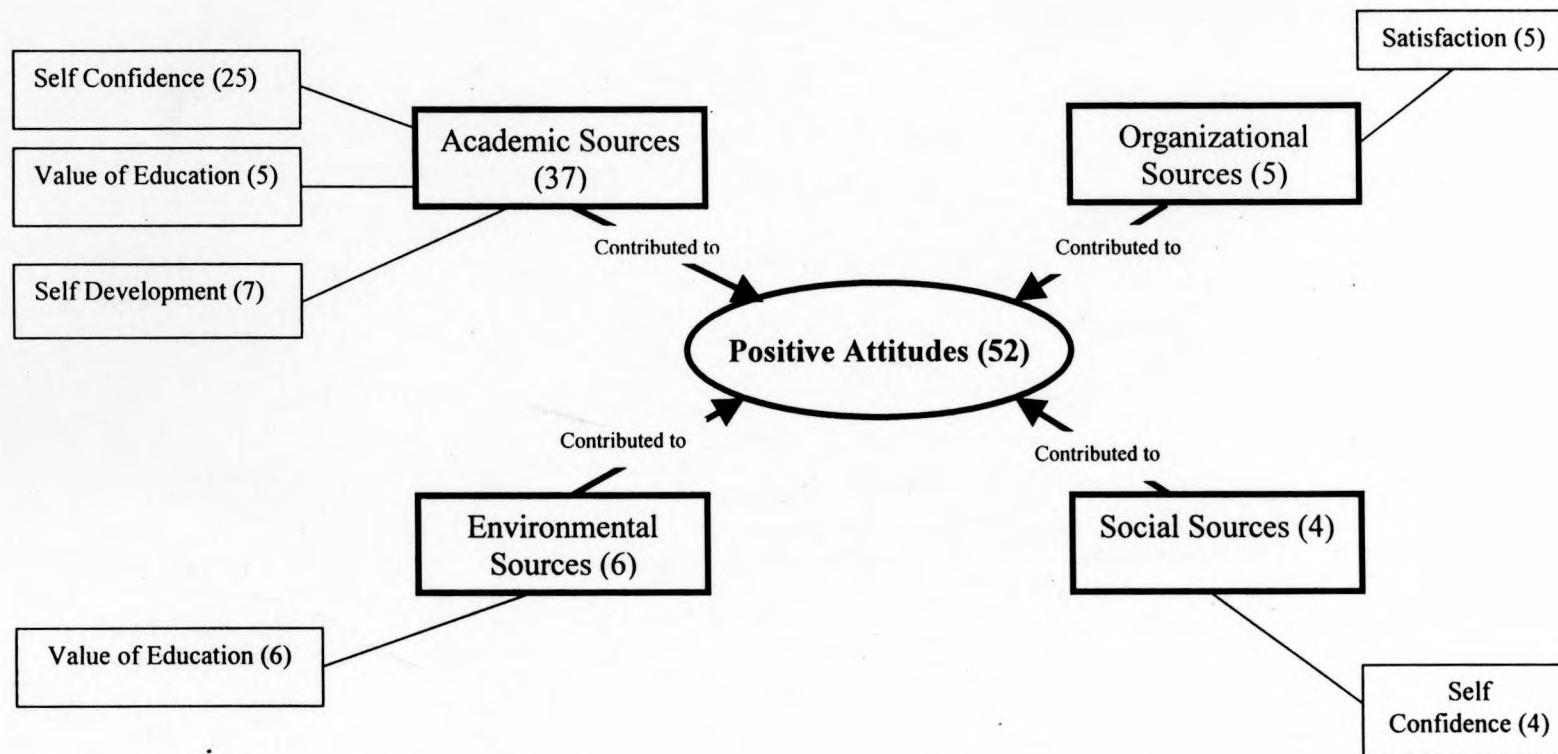 Satisfaction (5)
Self Confidence (25)
Academic Sources
(37)
Organizational
Sources (5)
Value of Education (5)
Contributed to
Contributed to
Self Development (7)
Positive Attitudes (52)
Contributed to
Contributed to
Environmental
Sources (6)
Social Sources (4)
Value of Education (6)
Self
Confidence (4)